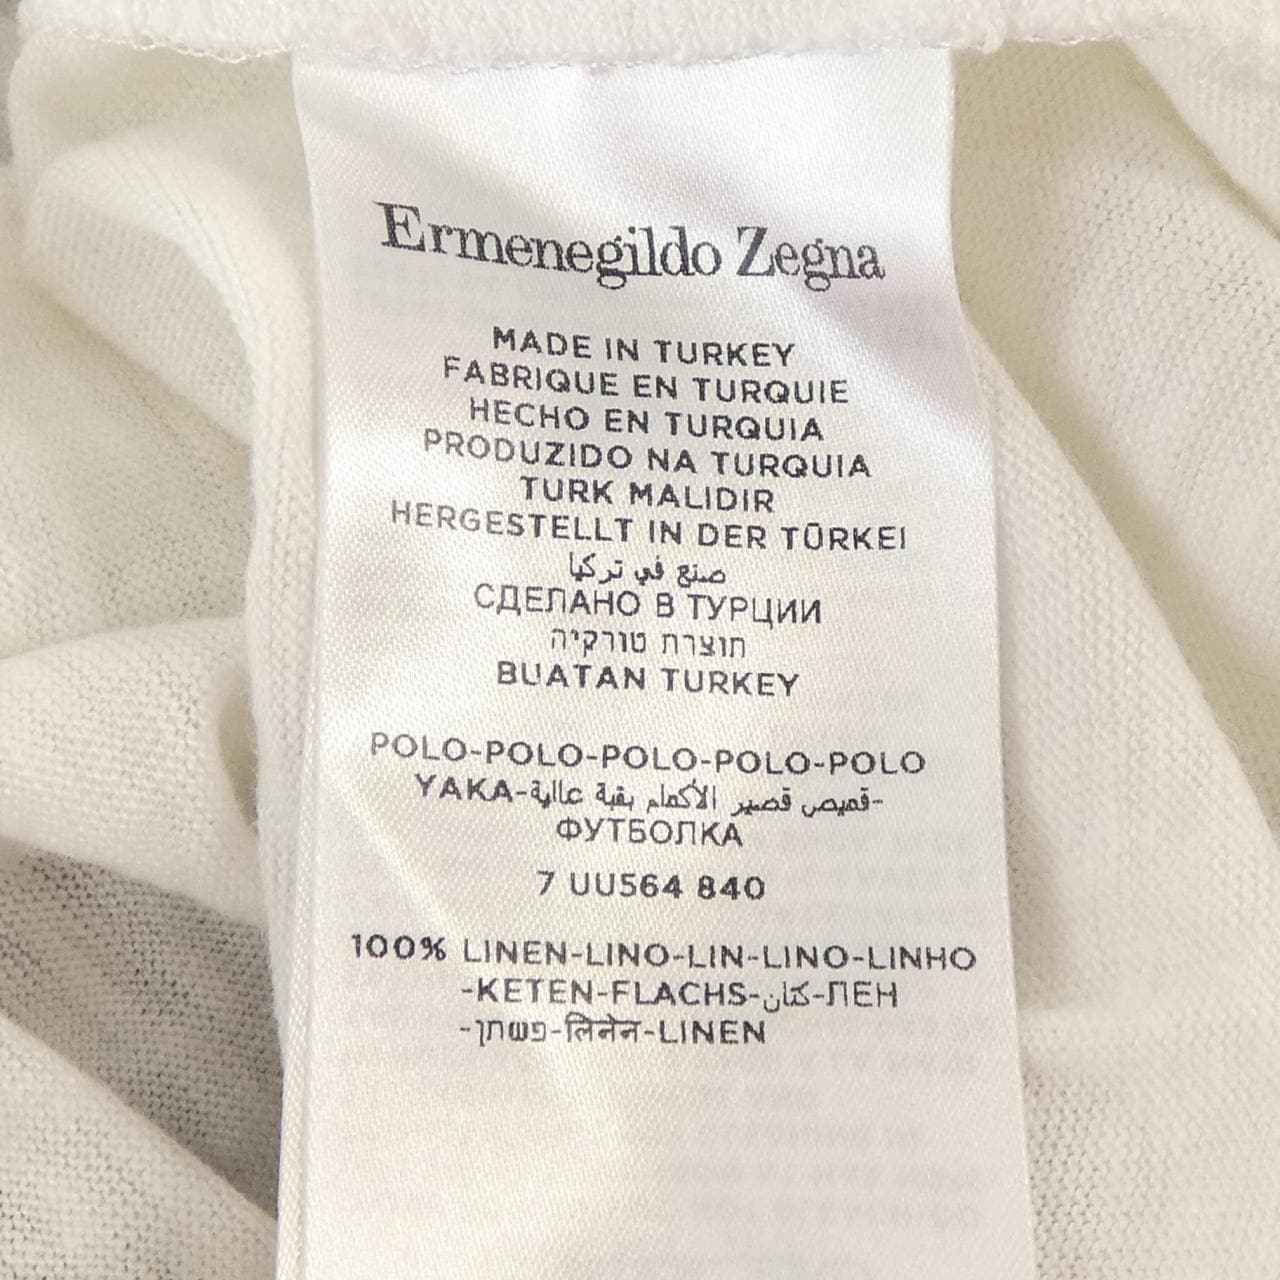 Ermenegildo Zegna
MADE IN TURKEY
FABRIQUE EN TURQUIE
HECHO EN TURQUIA
PRODUZIDO NA TURQUIA
TURK MALIDIR
HERGESTELLT IN DER TÜRKEI
صنع في تركيا
СДЕЛАНО В ТУРЦИИ
תוצרת טורקיה
BUATAN TURKEY
POLO-POLO-POLO-POLO-POLO
YAKA-قميص قصير الأكمام بقبة عالية-
ФУТБОЛКА
7 UU564 840
100% LINEN-LINO-LIN-LINO-LINHO
-KETEN-FLACHS-كتان-ЛЕН
-פשתן-लिनेन-LINEN